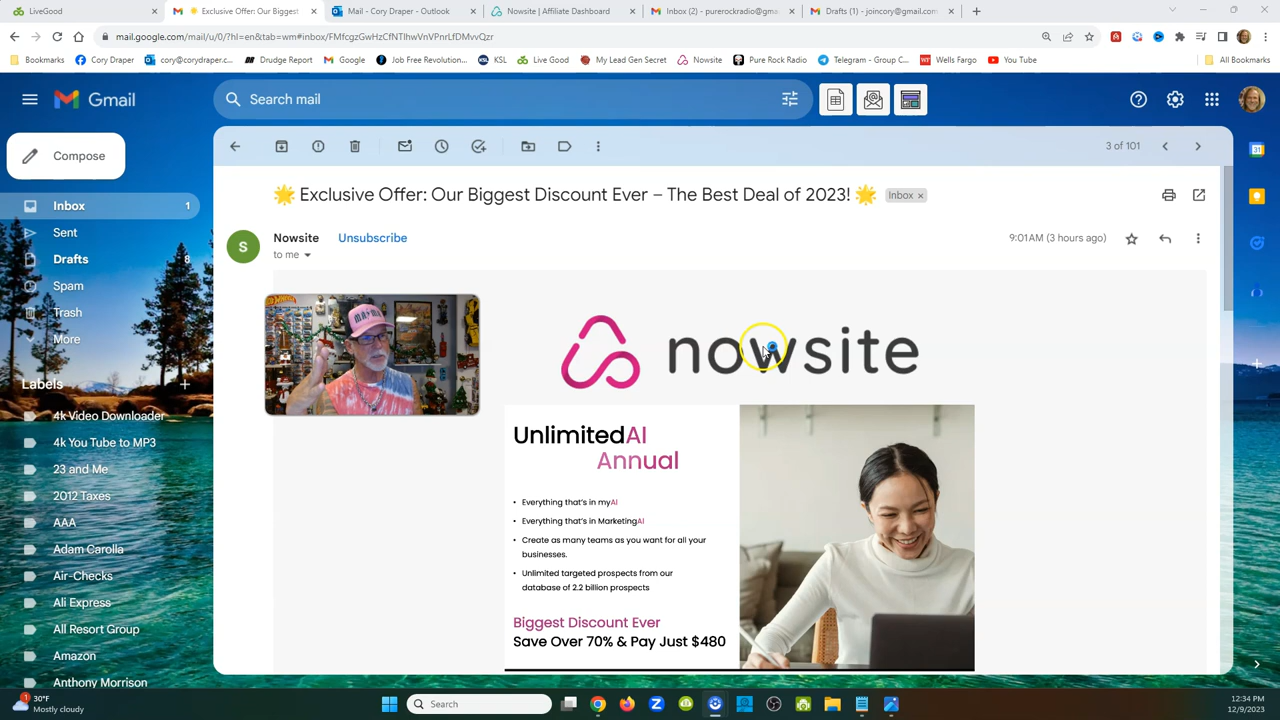 LiveGood
Exclusive Offer: Our Biggest
Mail - Cory Draper - Outlook
Nowsite | Affiliate Dashboard
Inbox (2) - purerockradio@gma
Drafts (1) - joincory@gmail.com
mail.google.com/mail/u/0/?hl=en&tab=wm#inbox/FMfcgzGwHzCfNTlhwVnVPnrLfDMvvQzr
Bookmarks
Cory Draper
cory@corydraper.c...
Drudge Report
Google
Job Free Revolution...
KSL
Live Good
My Lead Gen Secret
Nowsite
Pure Rock Radio
Telegram - Group C...
Wells Fargo
You Tube
All Bookmarks
Gmail
Search mail
Compose
3 of 101
Inbox 1
Sent
Drafts 8
Spam
Trash
More
Labels
4k Video Downloader
4k You Tube to MP3
23 and Me
2012 Taxes
AAA
Adam Carolla
Air-Checks
Ali Express
All Resort Group
Amazon
Anthony Morrison
Exclusive Offer: Our Biggest Discount Ever – The Best Deal of 2023!
Inbox
S
Nowsite
Unsubscribe
9:01AM (3 hours ago)
to me
nowsite
UnlimitedAI
Annual
• Everything that's in myAI
• Everything that's in MarketingAI
• Create as many teams as you want for all your
businesses.
• Unlimited targeted prospects from our
database of 2.2 billion prospects
Biggest Discount Ever
Save Over 70% & Pay Just $480
1
30°F
Mostly cloudy
Search
12:34 PM
12/9/2023